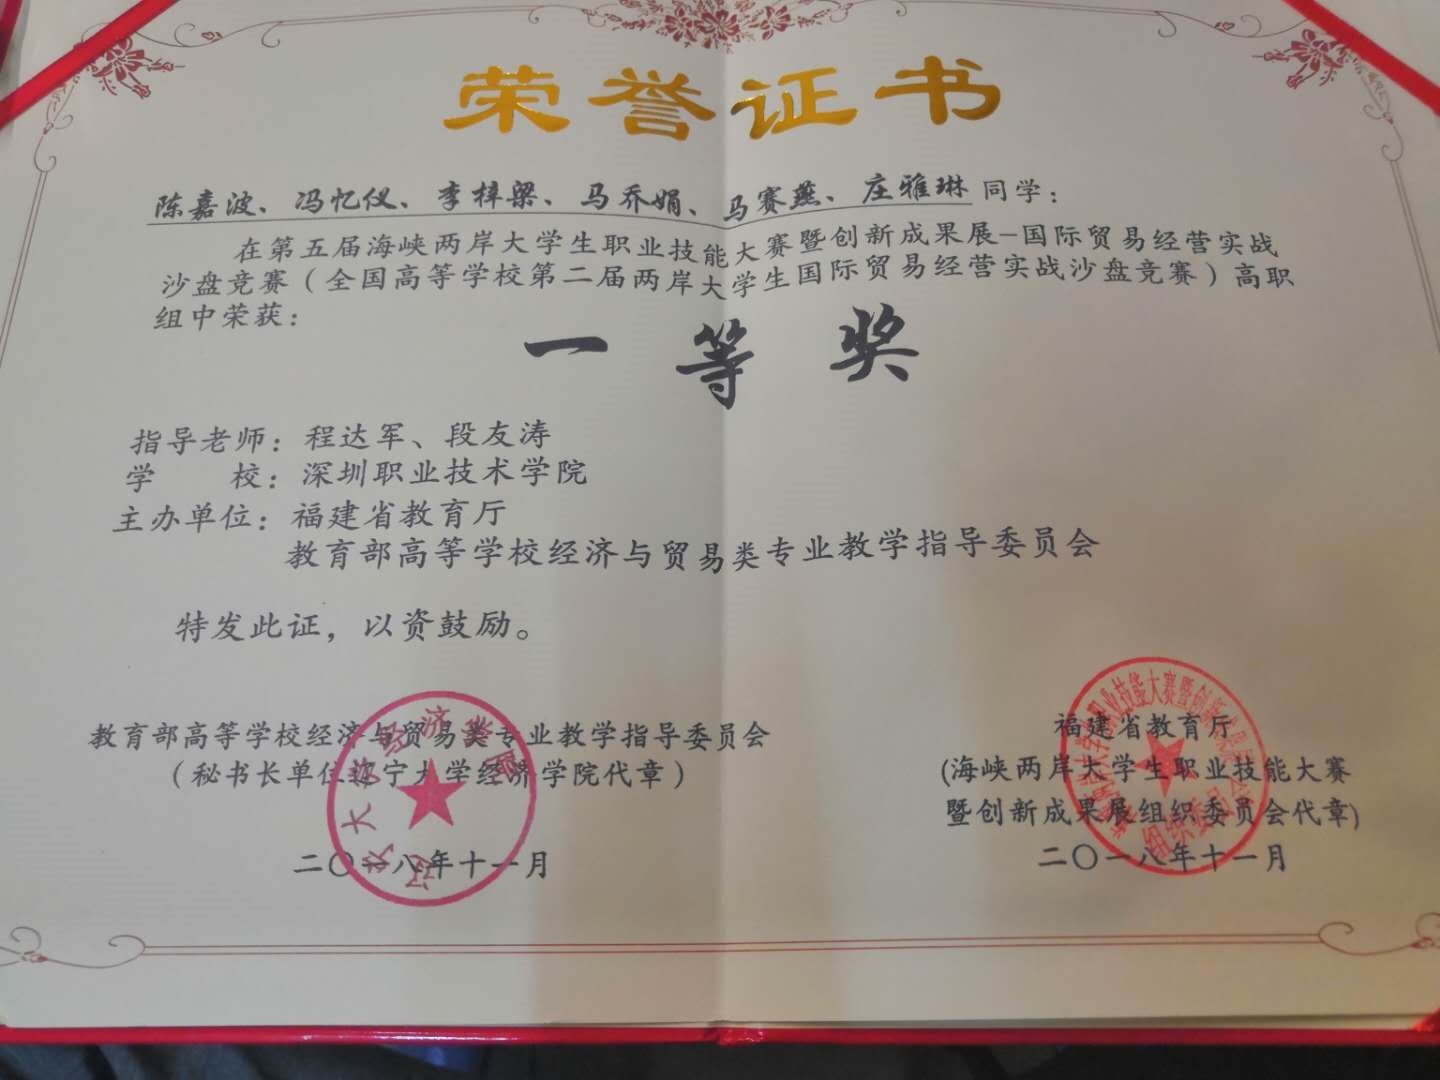 荣誉证书
陈嘉波、冯忆仪、李梓梁、马乔娟、马赛燕、庄雅琳同学：
在第五届海峡两岸大学生职业技能大赛暨创新成果展-国际贸易经营实战
沙盘竞赛（全国高等学校第二届两岸大学生国际贸易经营实战沙盘竞赛）高职
组中荣获：
一等奖
指导老师：程达军、段友涛
学校：深圳职业技术学院
主办单位：福建省教育厅
教育部高等学校经济与贸易类专业教学指导委员会
特发此证，以资鼓励。
教育部高等学校经济与贸易类专业教学指导委员会
（秘书长单位辽宁大学经济学院代章）
二〇一八年十一月
福建省教育厅
(海峡两岸大学生职业技能大赛
暨创新成果展组织委员会代章)
二〇一八年十一月